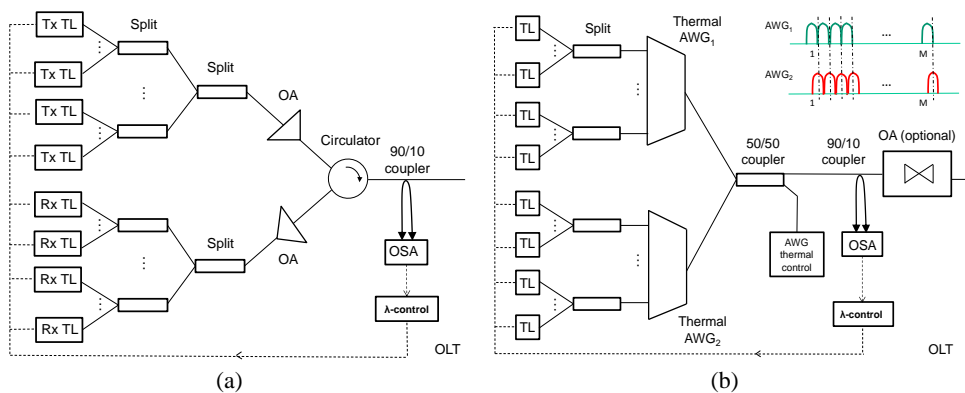 Tx TL
Tx TL
Tx TL
Tx TL
Rx TL
Rx TL
Rx TL
Rx TL
Split
Split
Split
OA
OA
Circulator
90/10
coupler
OSA
λ-control
OLT
(a)
TL
TL
TL
TL
TL
TL
TL
TL
Split
Thermal
AWG1
Thermal
AWG2
50/50
coupler
90/10
coupler
OA (optional)
AWG
thermal
control
OSA
λ-control
OLT
AWG1
...
1
M
AWG2
...
1
M
(b)